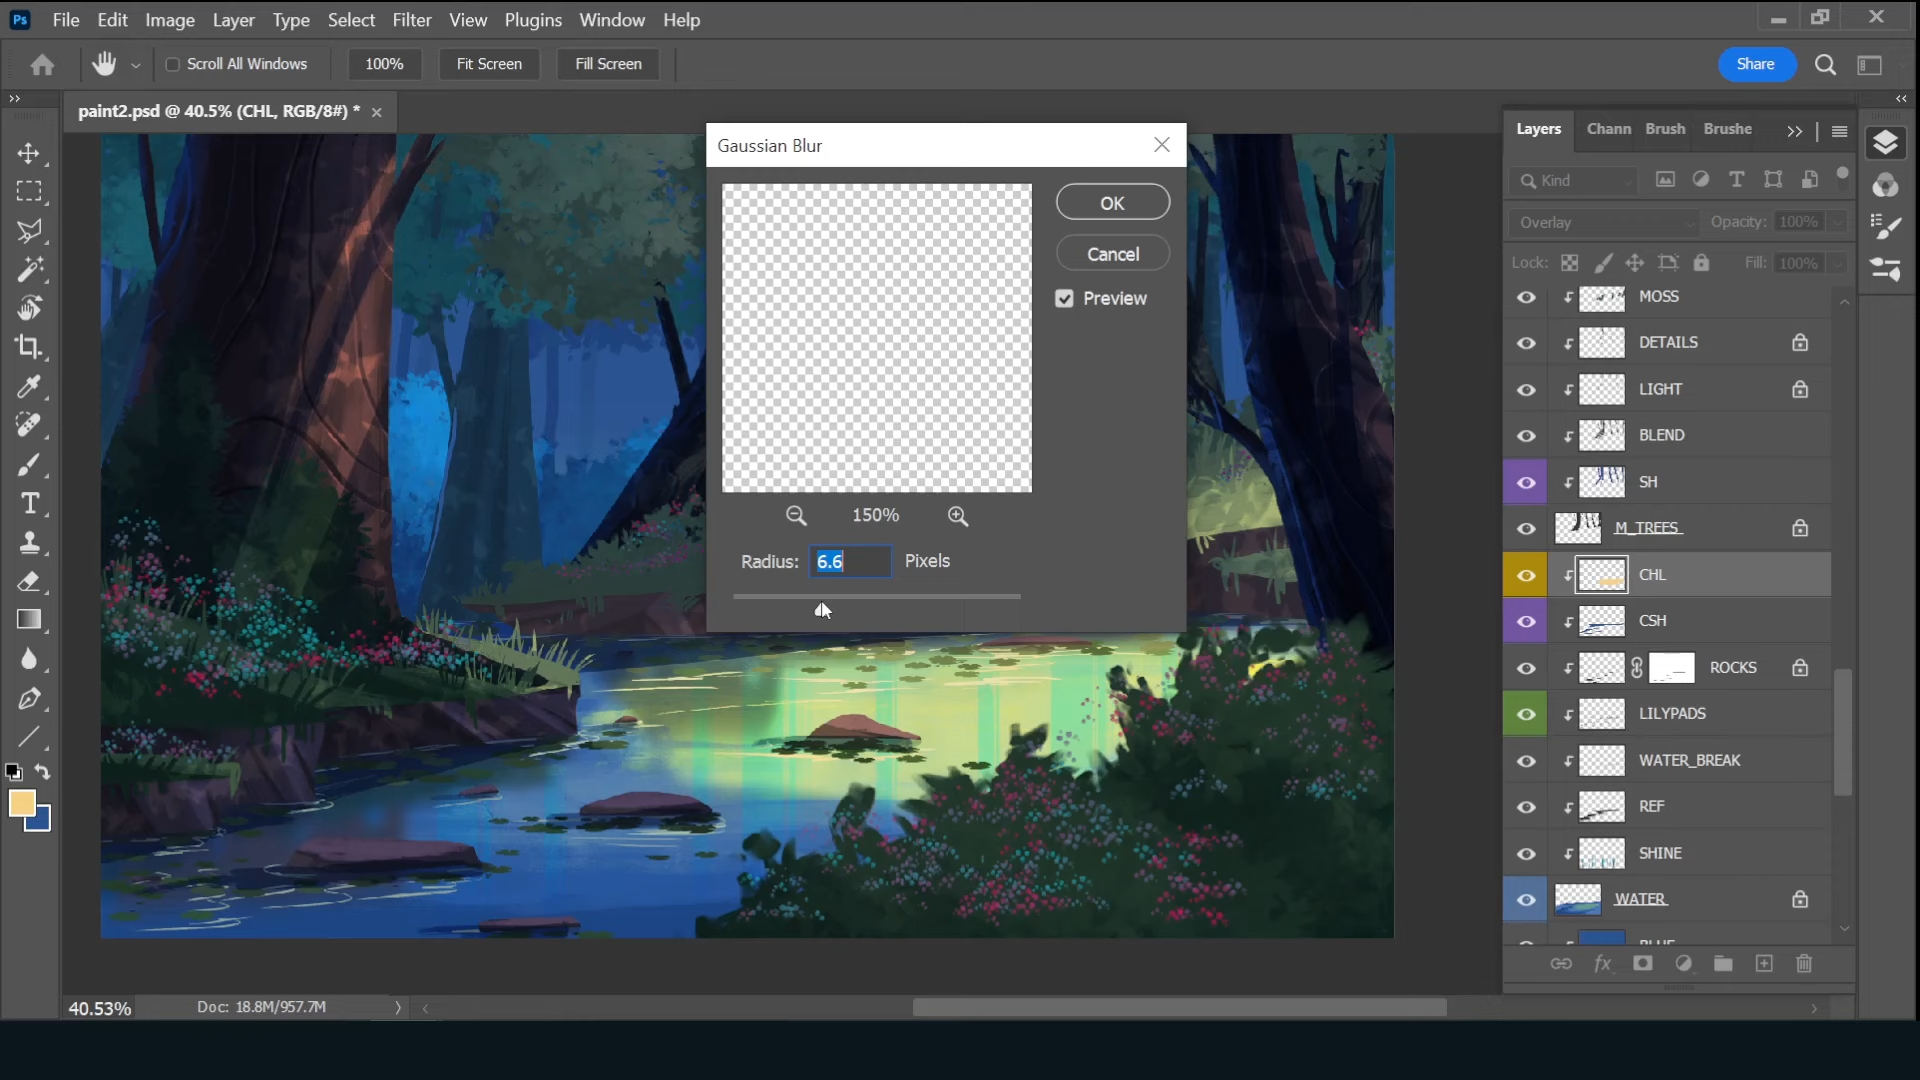 Ps File Edit Image Layer Type Select Filter View Plugins Window Help
Scroll All Windows 100% Fit Screen Fill Screen Share
paint2.psd @ 40.5% (CHL, RGB/8#) *
Gaussian Blur
OK
Cancel
Preview
150%
Radius: 6.6 Pixels
Layers Chann Brush Brushe
Kind
Overlay Opacity: 100%
Lock: Fill: 100%
MOSS
DETAILS
LIGHT
BLEND
SH
M_TREES
CHL
CSH
ROCKS
LILYPADS
WATER_BREAK
REF
SHINE
WATER
fx
40.53% Doc: 18.8M/957.7M